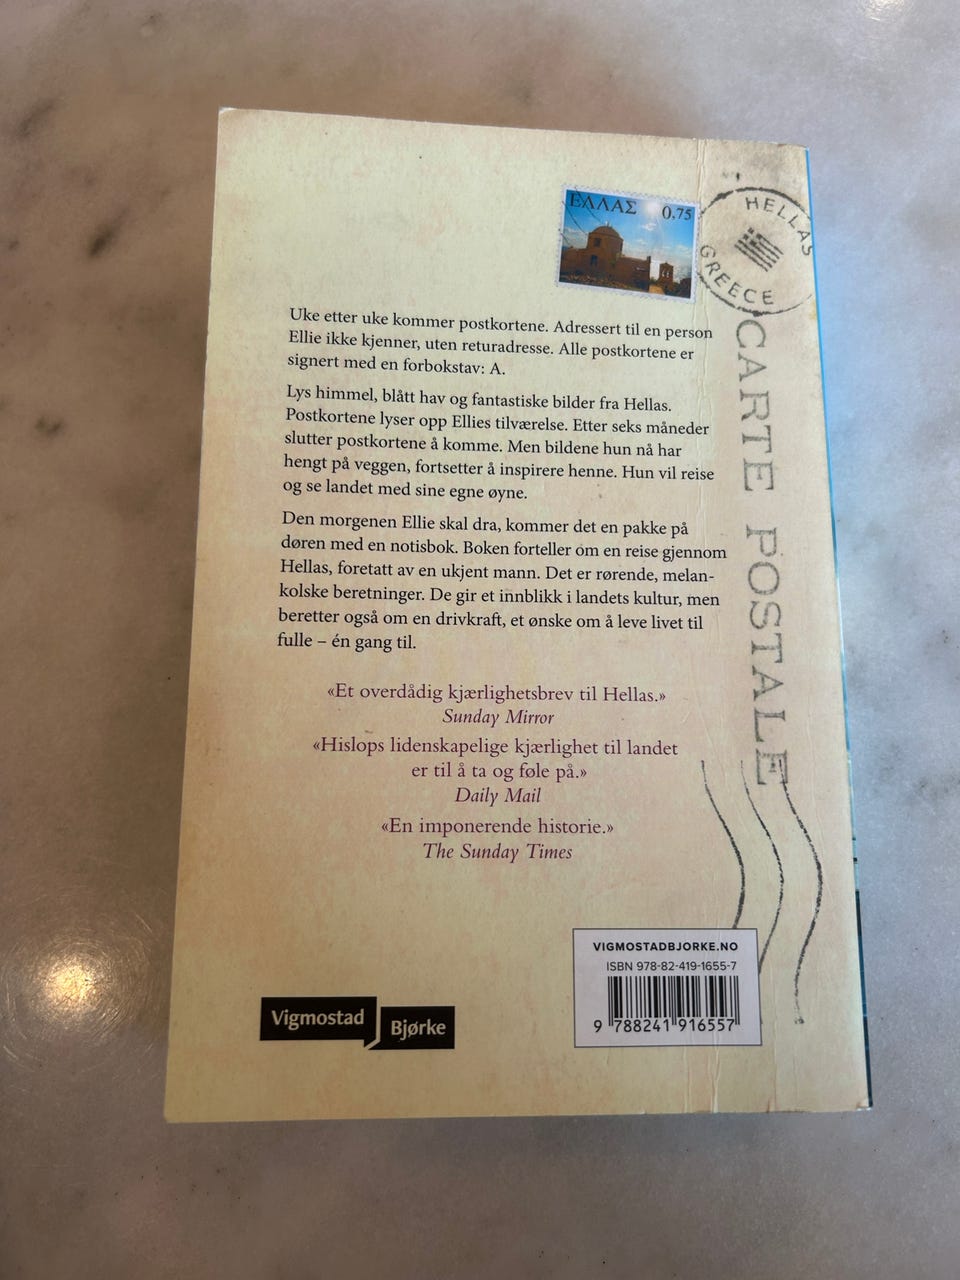 ΕΛΛΑΣ 0,75
HELLAS
GREECE
CARTE POSTALE
Uke etter uke kommer postkortene. Adressert til en person
Ellie ikke kjenner, uten returadresse. Alle postkortene er
signert med en forbokstav: A.
Lys himmel, blått hav og fantastiske bilder fra Hellas.
Postkortene lyser opp Ellies tilværelse. Etter seks måneder
slutter postkortene å komme. Men bildene hun nå har
hengt på veggen, fortsetter å inspirere henne. Hun vil reise
og se landet med sine egne øyne.
Den morgenen Ellie skal dra, kommer det en pakke på
døren med en notisbok. Boken forteller om en reise gjennom
Hellas, foretatt av en ukjent mann. Det er rørende, melan-
kolske beretninger. De gir et innblikk i landets kultur, men
beretter også om en drivkraft, et ønske om å leve livet til
fulle – én gang til.
«Et overdådig kjærlighetsbrev til Hellas.»
Sunday Mirror
«Hislops lidenskapelige kjærlighet til landet
er til å ta og føle på.»
Daily Mail
«En imponerende historie.»
The Sunday Times
VIGMOSTADBJORKE.NO
ISBN 978-82-419-1655-7
9 788241 916557
Vigmostad
Bjørke